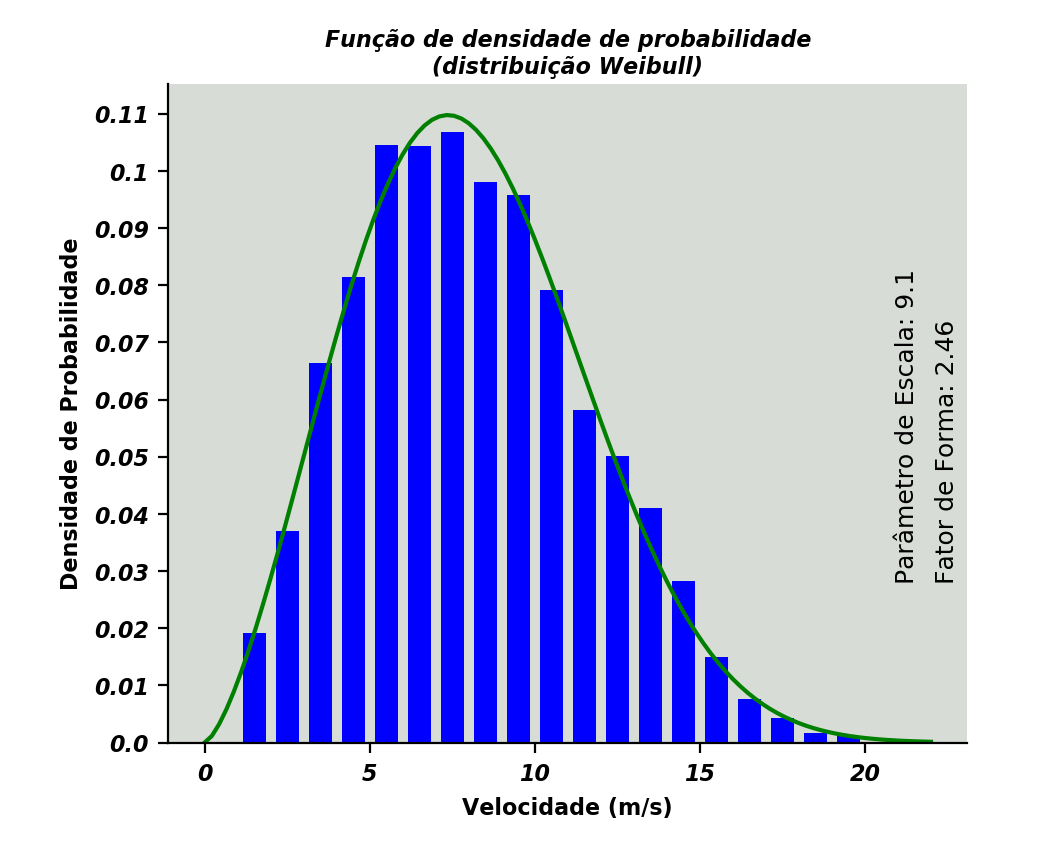 Função de densidade de probabilidade
(distribuição Weibull)
Densidade de Probabilidade
0.11
0.1
0.09
0.08
0.07
0.06
0.05
0.04
0.03
0.02
0.01
0.0
0
5
10
15
20
Velocidade (m/s)
Parâmetro de Escala: 9.1
Fator de Forma: 2.46